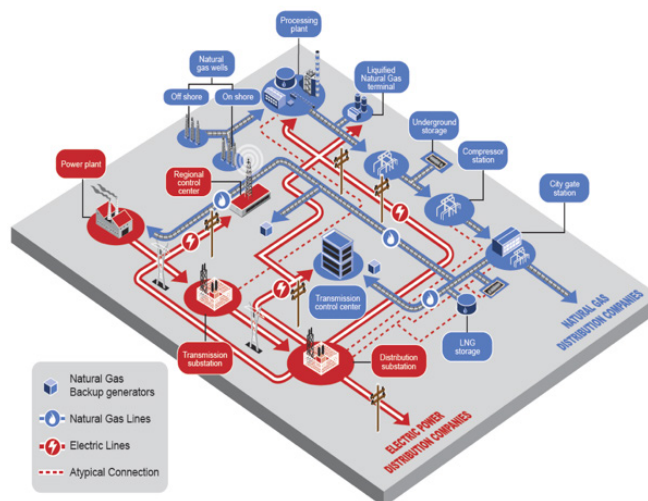 Processing
plant
Natural
gas wells
Off shore
On shore
Liquified
Natural Gas
terminal
Underground
storage
Compressor
station
City gate
station
Power plant
Regional
control
center
Transmission
control center
Transmission
substation
Distribution
substation
LNG
storage
NATURAL GAS
DISTRIBUTION COMPANIES
ELECTRIC POWER
DISTRIBUTION COMPANIES
Natural Gas
Backup generators
Natural Gas Lines
Electric Lines
Atypical Connection